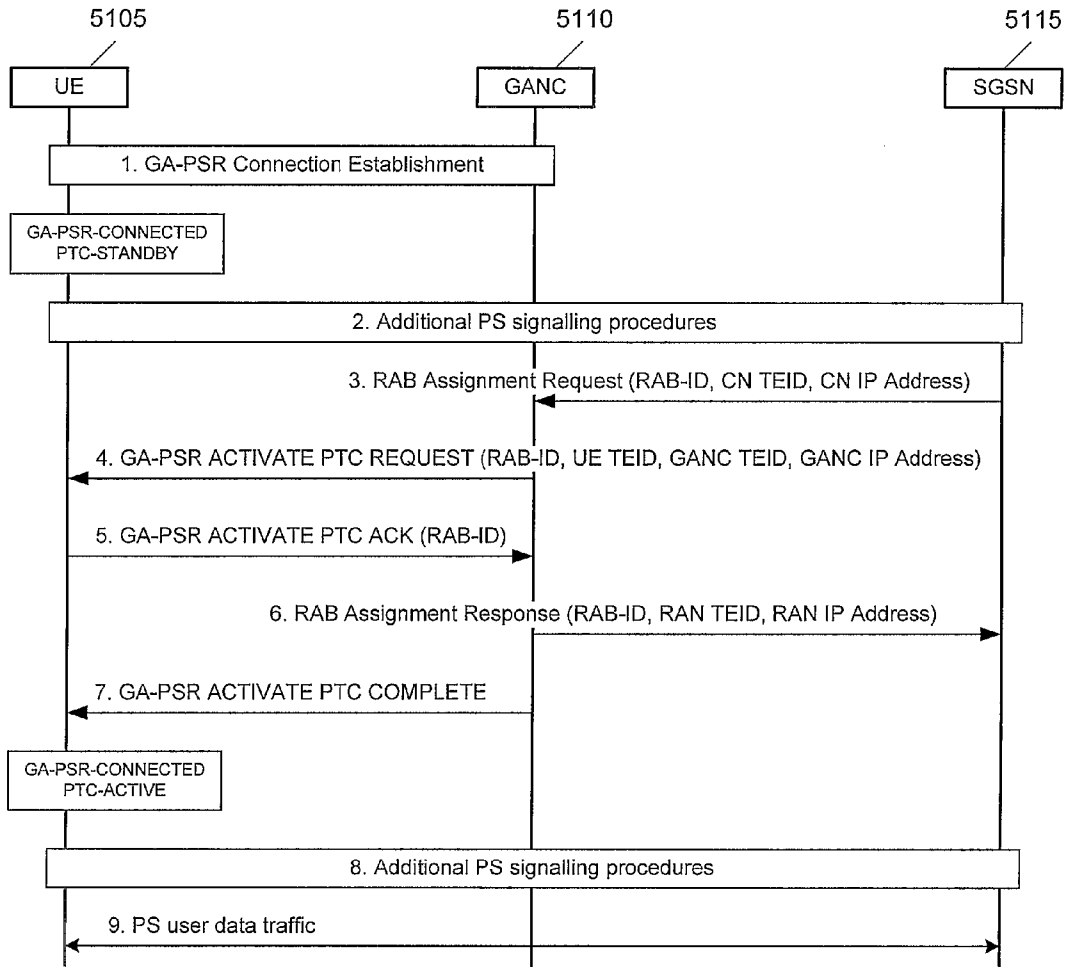 5105
5110
5115
UE
GANC
SGSN
1. GA-PSR Connection Establishment
GA-PSR-CONNECTED
PTC-STANDBY
2. Additional PS signalling procedures
3. RAB Assignment Request (RAB-ID, CN TEID, CN IP Address)
4. GA-PSR ACTIVATE PTC REQUEST (RAB-ID, UE TEID, GANC TEID, GANC IP Address)
5. GA-PSR ACTIVATE PTC ACK (RAB-ID)
6. RAB Assignment Response (RAB-ID, RAN TEID, RAN IP Address)
7. GA-PSR ACTIVATE PTC COMPLETE
GA-PSR-CONNECTED
PTC-ACTIVE
8. Additional PS signalling procedures
9. PS user data traffic